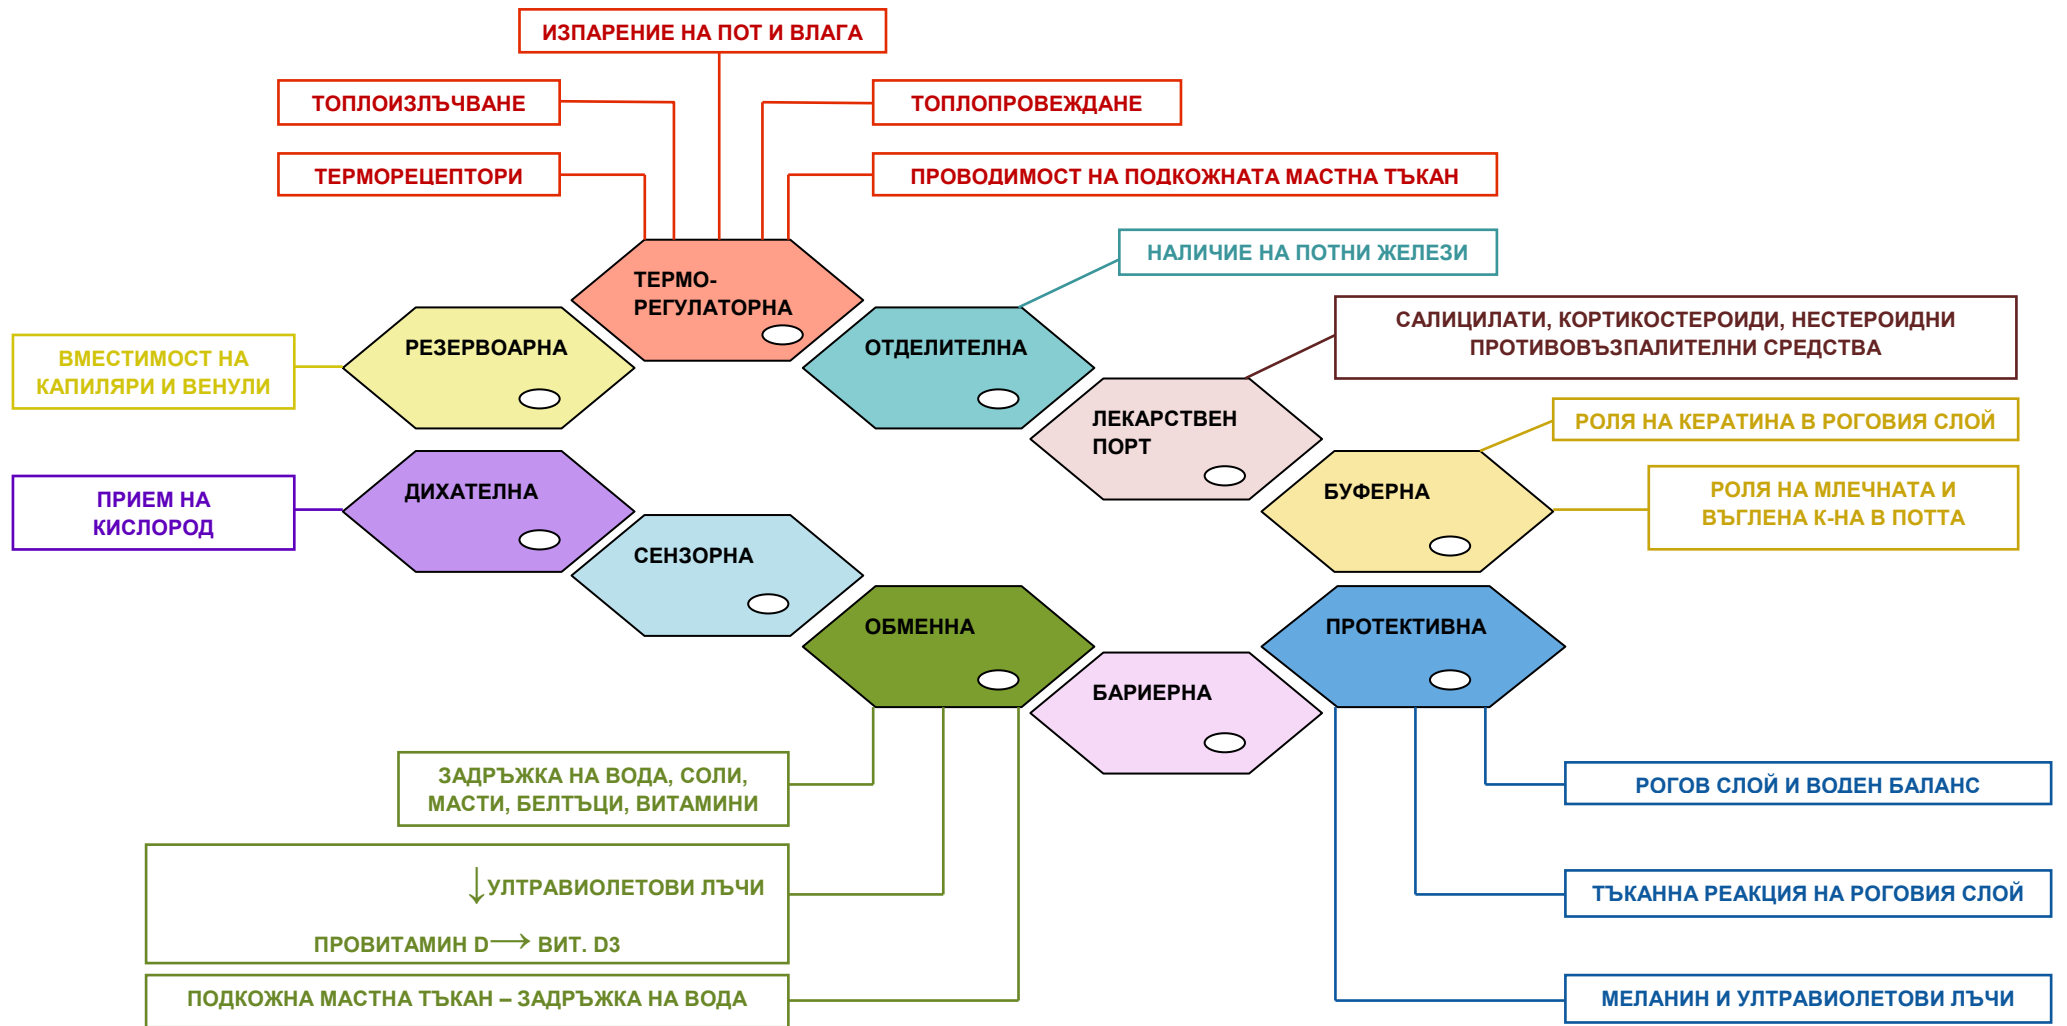 ИЗПАРЕНИЕ НА ПОТ И ВЛАГА
ТОПЛОИЗЛЪЧВАНЕ
ТОПЛОПРОВЕЖДАНЕ
ТЕРМОРЕЦЕПТОРИ
ПРОВОДИМОСТ НА ПОДКОЖНАТА МАСТНА ТЪКАН
НАЛИЧИЕ НА ПОТНИ ЖЕЛЕЗИ
ТЕРМО-
РЕГУЛАТОРНА
САЛИЦИЛАТИ, КОРТИКОСТЕРОИДИ, НЕСТЕРОИДНИ
ПРОТИВОВЪЗПАЛИТЕЛНИ СРЕДСТВА
ВМЕСТИМОСТ НА
КАПИЛЯРИ И ВЕНУЛИ
РЕЗЕРВОАРНА
ОТДЕЛИТЕЛНА
ЛЕКАРСТВЕН
ПОРТ
РОЛЯ НА КЕРАТИНА В РОГОВИЯ СЛОЙ
ПРИЕМ НА
КИСЛОРОД
ДИХАТЕЛНА
БУФЕРНА
РОЛЯ НА МЛЕЧНАТА И
ВЪГЛЕНА К-НА В ПОТТА
СЕНЗОРНА
ОБМЕННА
ПРОТЕКТИВНА
БАРИЕРНА
ЗАДРЪЖКА НА ВОДА, СОЛИ,
МАСТИ, БЕЛТЪЦИ, ВИТАМИНИ
РОГОВ СЛОЙ И ВОДЕН БАЛАНС
↓УЛТРАВИОЛЕТОВИ ЛЪЧИ
ПРОВИТАМИН D→ ВИТ. D3
ТЪКАННА РЕАКЦИЯ НА РОГОВИЯ СЛОЙ
ПОДКОЖНА МАСТНА ТЪКАН – ЗАДРЪЖКА НА ВОДА
МЕЛАНИН И УЛТРАВИОЛЕТОВИ ЛЪЧИ